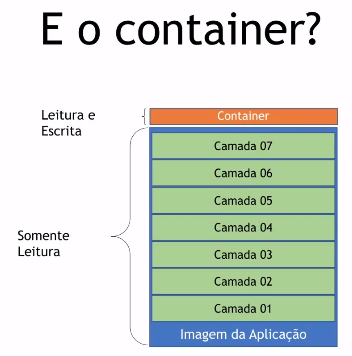 E o container?
Leitura e
Escrita
Container
Camada 07
Camada 06
Camada 05
Camada 04
Somente
Leitura
Camada 03
Camada 02
Camada 01
Imagem da Aplicação